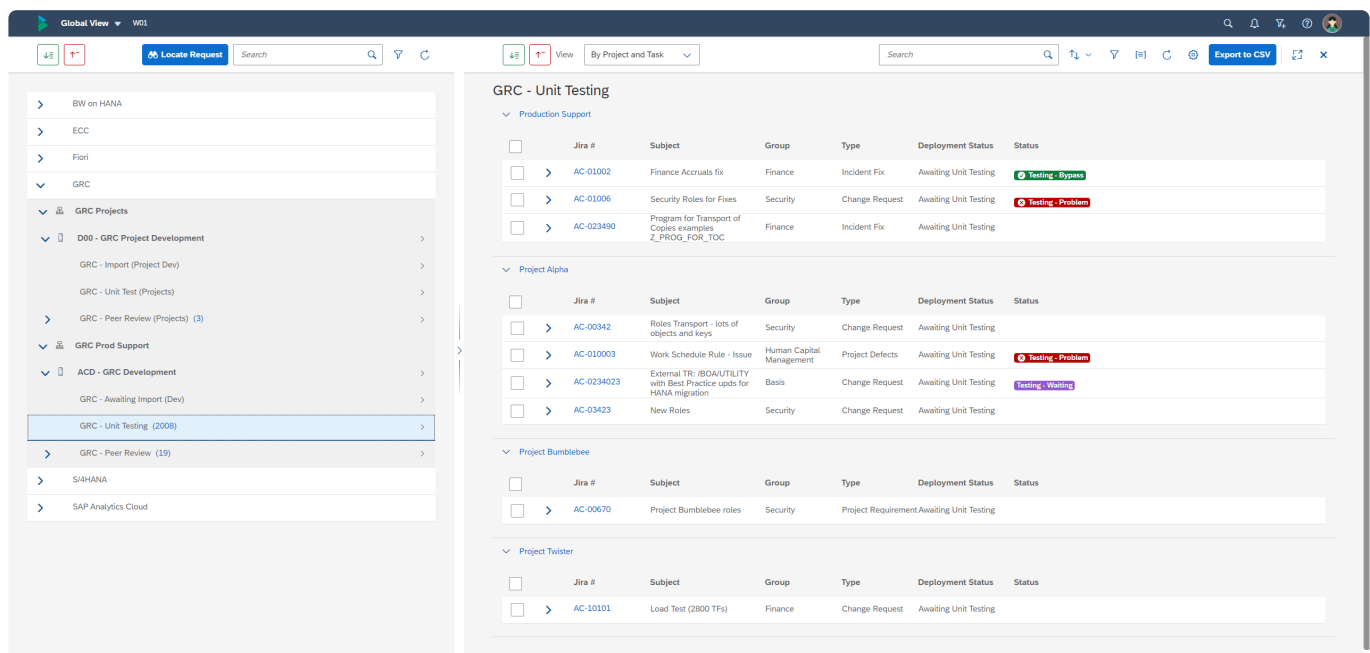 Global View W01
Locate Request
Search
View By Project and Task
Search
Export to CSV
BW on HANA
ECC
Fiori
GRC
GRC Projects
D00 - GRC Project Development
GRC - Import (Project Dev)
GRC - Unit Test (Projects)
GRC - Peer Review (Projects) (3)
GRC Prod Support
ACD - GRC Development
GRC - Awaiting Import (Dev)
GRC - Unit Testing (2008)
GRC - Peer Review (19)
S/4HANA
SAP Analytics Cloud
GRC - Unit Testing
Production Support
Jira # Subject Group Type Deployment Status Status
AC-01002 Finance Accruals fix Finance Incident Fix Awaiting Unit Testing Testing - Bypass
AC-01006 Security Roles for Fixes Security Change Request Awaiting Unit Testing Testing - Problem
Program for Transport of
AC-023490 Copies examples Finance Incident Fix Awaiting Unit Testing
Z_PROG_FOR_TOC
Project Alpha
Jira # Subject Group Type Deployment Status Status
AC-00342 Roles Transport - lots of Security Change Request Awaiting Unit Testing
objects and keys
AC-010003 Work Schedule Rule - Issue Human Capital Project Defects Awaiting Unit Testing Testing - Problem
Management
External TR: /BOA/UTILITY
AC-0234023 with Best Practice upds for Basis Change Request Awaiting Unit Testing Testing - Waiting
HANA migration
AC-03423 New Roles Security Change Request Awaiting Unit Testing
Project Bumblebee
Jira # Subject Group Type Deployment Status Status
AC-00670 Project Bumblebee roles Security Project Requirement Awaiting Unit Testing
Project Twister
Jira # Subject Group Type Deployment Status Status
AC-10101 Load Test (2800 TFs) Finance Change Request Awaiting Unit Testing